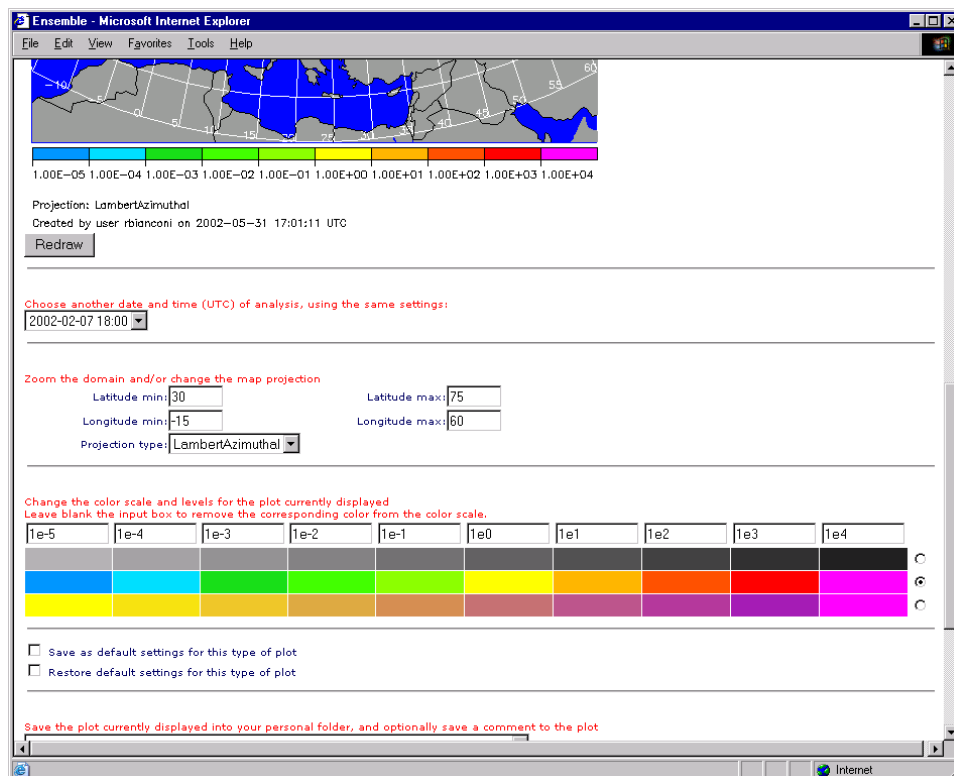 Ensemble - Microsoft Internet Explorer
File Edit View Favorites Tools Help
-10 -5 0 5 10 15 20 25 30 35 40 45 50 55 60
1.00E-05 1.00E-04 1.00E-03 1.00E-02 1.00E-01 1.00E+00 1.00E+01 1.00E+02 1.00E+03 1.00E+04
Projection: LambertAzimuthal
Created by user rbianconi on 2002-05-31 17:01:11 UTC
Redraw
Choose another date and time (UTC) of analysis, using the same settings:
2002-02-07 18:00
Zoom the domain and/or change the map projection
Latitude min: 30 Latitude max: 75
Longitude min: -15 Longitude max: 60
Projection type: LambertAzimuthal
Change the color scale and levels for the plot currently displayed
Leave blank the input box to remove the corresponding color from the color scale.
1e-5 1e-4 1e-3 1e-2 1e-1 1e0 1e1 1e2 1e3 1e4
Save as default settings for this type of plot
Restore default settings for this type of plot
Save the plot currently displayed into your personal folder, and optionally save a comment to the plot
Internet